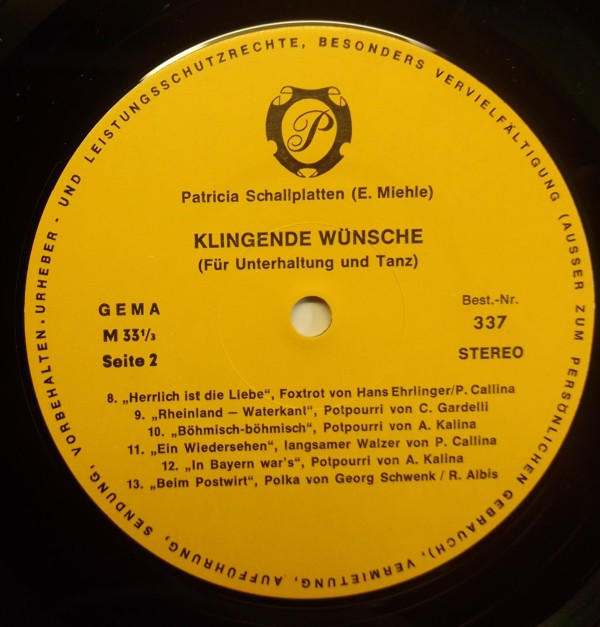 P
Patricia Schallplatten (E. Miehle)
KLINGENDE WÜNSCHE
(Für Unterhaltung und Tanz)
GEMA
M 33 1/3
Seite 2
Best.-Nr.
337
STEREO
8. „Herrlich ist die Liebe“, Foxtrot von Hans Ehrlinger/P. Callina
9. „Rheinland – Waterkant“, Potpourri von C. Gardelli
10. „Böhmisch-böhmisch“, Potpourri von A. Kalina
11. „Ein Wiedersehen“, langsamer Walzer von P. Callina
12. „In Bayern war's“, Potpourri von A. Kalina
13. „Beim Postwirt“, Polka von Georg Schwenk / R. Albis
URHEBER- UND LEISTUNGSSCHUTZRECHTE, BESONDERS VERVIELFÄLTIGUNG (AUSSER ZUM PERSÖNLICHEN GEBRAUCH), VERMIETUNG, AUFFÜHRUNG, SENDUNG, VORBEHALTEN.